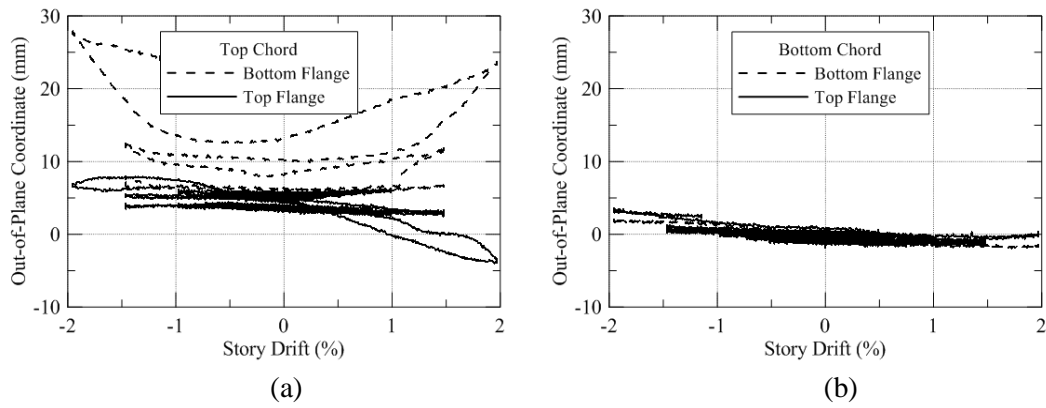 30
20
10
0
-10
Out-of-Plane Coordinate (mm)
Top Chord
Bottom Flange
Top Flange
-2 -1 0 1 2
Story Drift (%)
(a)
30
20
10
0
-10
Out-of-Plane Coordinate (mm)
Bottom Chord
Bottom Flange
Top Flange
-2 -1 0 1 2
Story Drift (%)
(b)